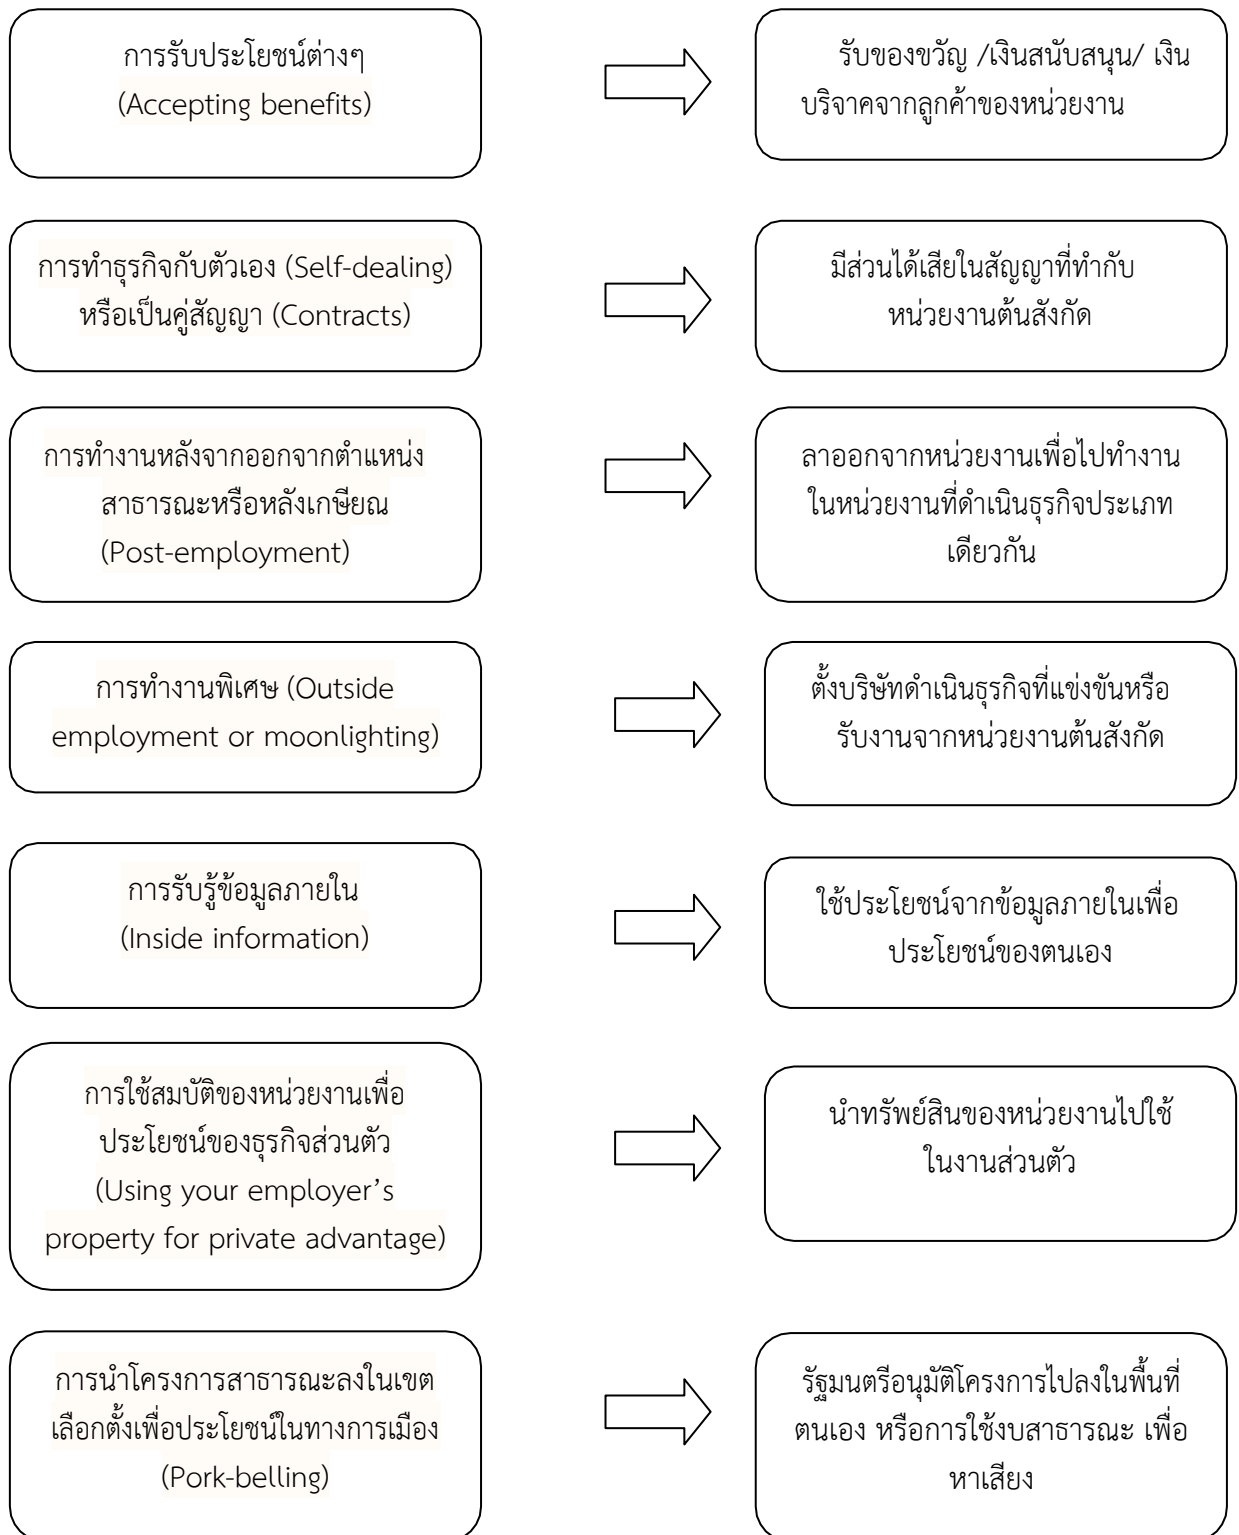 การรับประโยชน์ต่างๆ
(Accepting benefits)
รับของขวัญ /เงินสนับสนุน/ เงิน
บริจาคจากลูกค้าของหน่วยงาน
การทำธุรกิจกับตัวเอง (Self-dealing)
หรือเป็นคู่สัญญา (Contracts)
มีส่วนได้เสียในสัญญาที่ทำกับ
หน่วยงานต้นสังกัด
การทำงานหลังจากออกจากตำแหน่ง
สาธารณะหรือหลังเกษียณ
(Post-employment)
ลาออกจากหน่วยงานเพื่อไปทำงาน
ในหน่วยงานที่ดำเนินธุรกิจประเภท
เดียวกัน
การทำงานพิเศษ (Outside
employment or moonlighting)
ตั้งบริษัทดำเนินธุรกิจที่แข่งขันหรือ
รับงานจากหน่วยงานต้นสังกัด
การรับรู้ข้อมูลภายใน
(Inside information)
ใช้ประโยชน์จากข้อมูลภายในเพื่อ
ประโยชน์ของตนเอง
การใช้สมบัติของหน่วยงานเพื่อ
ประโยชน์ของธุรกิจส่วนตัว
(Using your employer’s
property for private advantage)
นำทรัพย์สินของหน่วยงานไปใช้
ในงานส่วนตัว
การนำโครงการสาธารณะลงในเขต
เลือกตั้งเพื่อประโยชน์ในทางการเมือง
(Pork-belling)
รัฐมนตรีอนุมัติโครงการไปลงในพื้นที่
ตนเอง หรือการใช้งบสาธารณะ เพื่อ
หาเสียง